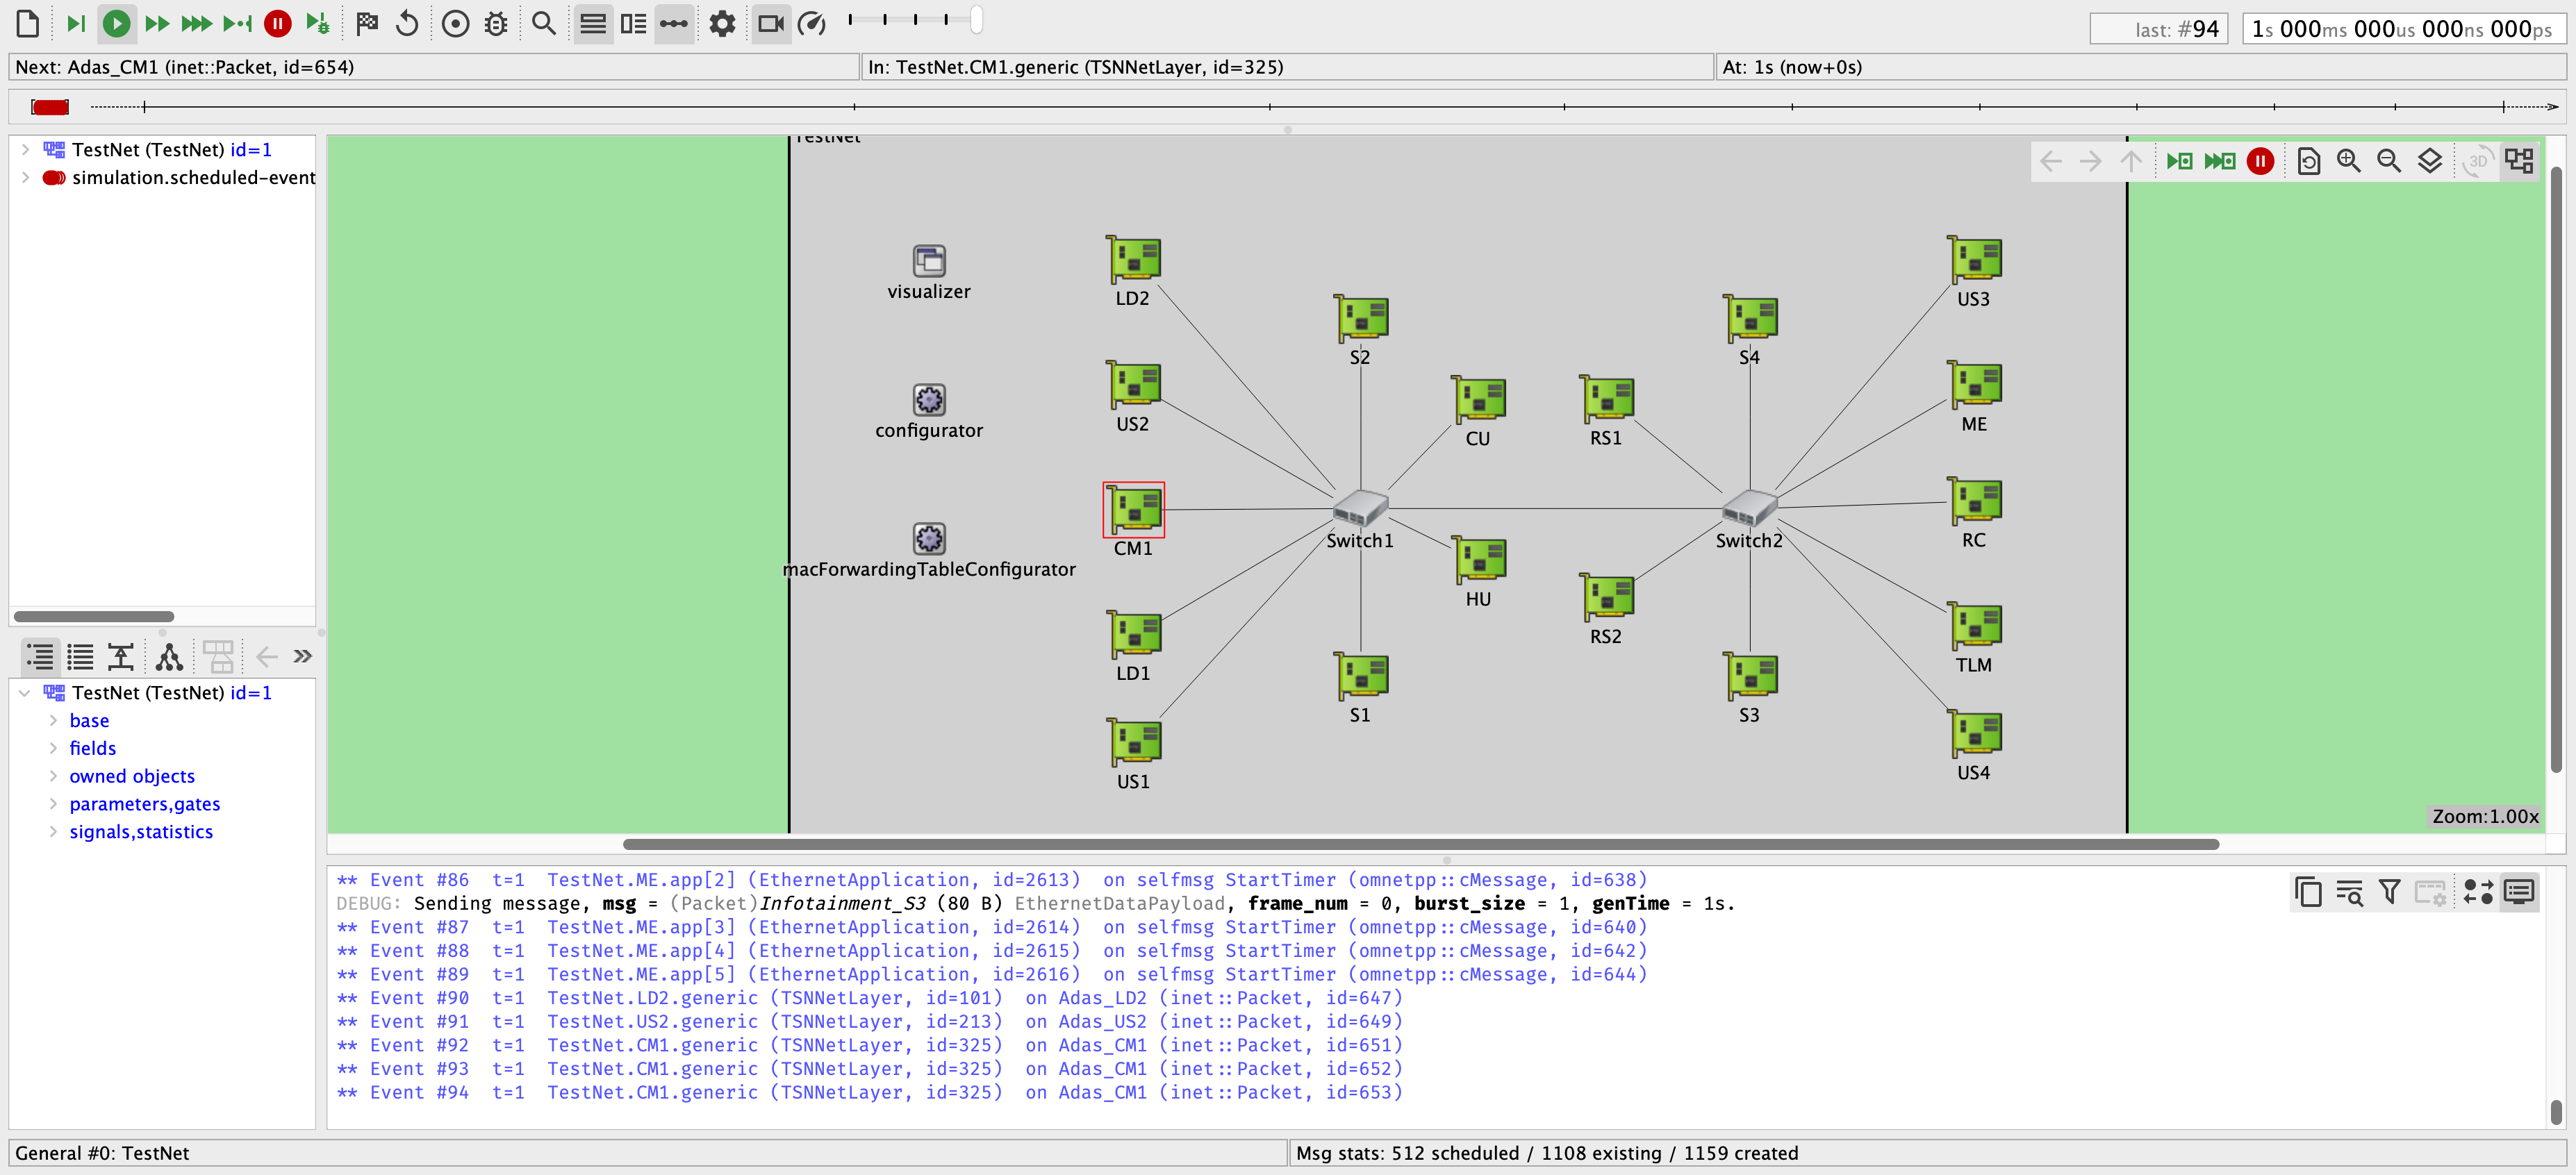 last: #94
1s 000ms 000us 000ns 000ps
Next: Adas_CM1 (inet::Packet, id=654)
In: TestNet.CM1.generic (TSNNetLayer, id=325)
At: 1s (now+0s)
TestNet (TestNet) id=1
simulation.scheduled-event
TestNet
3D
visualizer
configurator
macForwardingTableConfigurator
LD2
US2
CM1
LD1
US1
S2
CU
Switch1
HU
S1
RS1
S4
Switch2
RS2
S3
US3
ME
RC
TLM
US4
Zoom:1.00x
TestNet (TestNet) id=1
base
fields
owned objects
parameters,gates
signals,statistics
** Event #86 t=1 TestNet.ME.app[2] (EthernetApplication, id=2613) on selfmsg StartTimer (omnetpp::cMessage, id=638)
DEBUG: Sending message, msg = (Packet)Infotainment_S3 (80 B) EthernetDataPayload, frame_num = 0, burst_size = 1, genTime = 1s.
** Event #87 t=1 TestNet.ME.app[3] (EthernetApplication, id=2614) on selfmsg StartTimer (omnetpp::cMessage, id=640)
** Event #88 t=1 TestNet.ME.app[4] (EthernetApplication, id=2615) on selfmsg StartTimer (omnetpp::cMessage, id=642)
** Event #89 t=1 TestNet.ME.app[5] (EthernetApplication, id=2616) on selfmsg StartTimer (omnetpp::cMessage, id=644)
** Event #90 t=1 TestNet.LD2.generic (TSNNetLayer, id=101) on Adas_LD2 (inet::Packet, id=647)
** Event #91 t=1 TestNet.US2.generic (TSNNetLayer, id=213) on Adas_US2 (inet::Packet, id=649)
** Event #92 t=1 TestNet.CM1.generic (TSNNetLayer, id=325) on Adas_CM1 (inet::Packet, id=651)
** Event #93 t=1 TestNet.CM1.generic (TSNNetLayer, id=325) on Adas_CM1 (inet::Packet, id=652)
** Event #94 t=1 TestNet.CM1.generic (TSNNetLayer, id=325) on Adas_CM1 (inet::Packet, id=653)
General #0: TestNet
Msg stats: 512 scheduled / 1108 existing / 1159 created